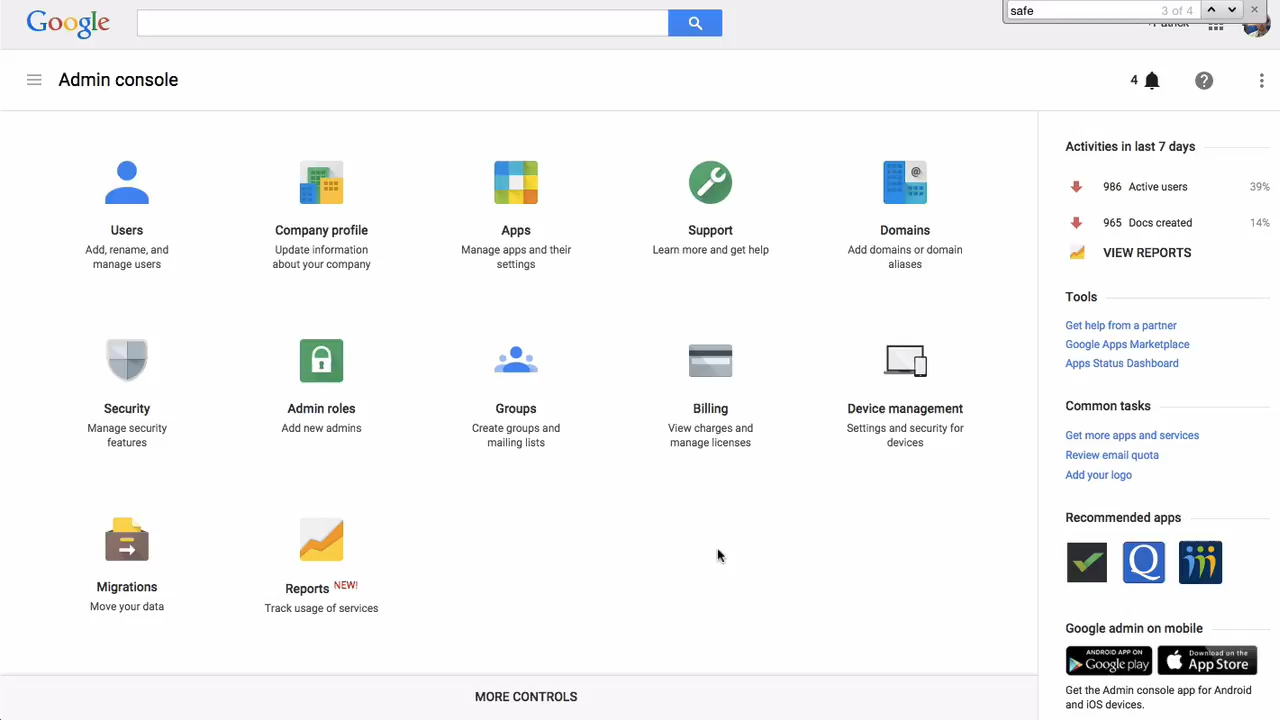 Google
safe 3 of 4
+Patrick
Admin console
4
Users
Add, rename, and
manage users
Company profile
Update information
about your company
Apps
Manage apps and their
settings
Support
Learn more and get help
Domains
Add domains or domain
aliases
Security
Manage security
features
Admin roles
Add new admins
Groups
Create groups and
mailing lists
Billing
View charges and
manage licenses
Device management
Settings and security for
devices
Migrations
Move your data
Reports NEW!
Track usage of services
MORE CONTROLS
Activities in last 7 days
986 Active users 39%
965 Docs created 14%
VIEW REPORTS
Tools
Get help from a partner
Google Apps Marketplace
Apps Status Dashboard
Common tasks
Get more apps and services
Review email quota
Add your logo
Recommended apps
Q
Google admin on mobile
ANDROID APP ON
Google play
Download on the
App Store
Get the Admin console app for Android
and iOS devices.